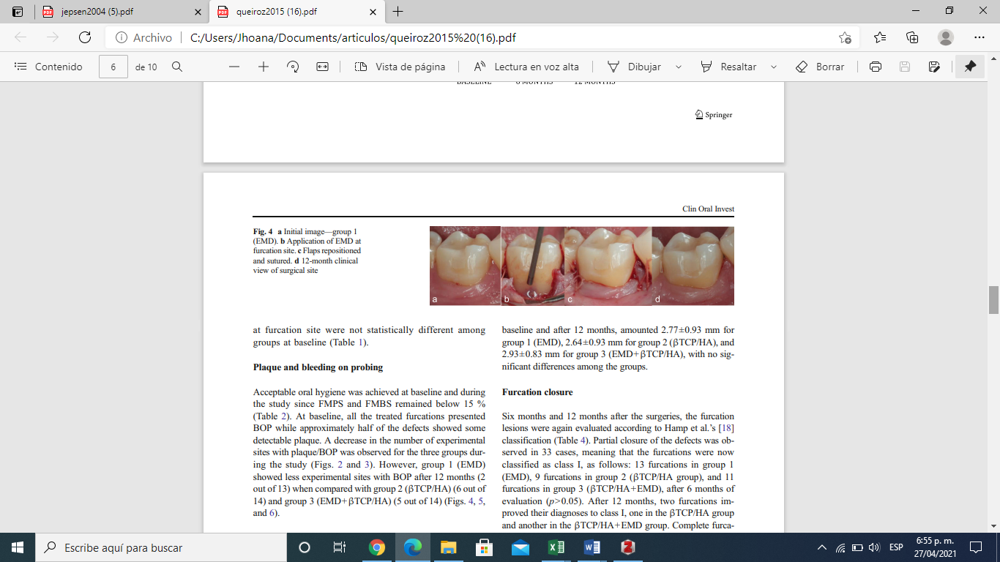 jepsen2004 (5).pdf
queiroz2015 (16).pdf
Archivo
C:/Users/Jhoana/Documents/articulos/queiroz2015%20(16).pdf
Contenido
6
de 10
Vista de página
Lectura en voz alta
Dibujar
Resaltar
Borrar
BASELINE 6 MONTHS 12 MONTHS
Springer
Clin Oral Invest
Fig. 4 a Initial image—group 1
(EMD). b Application of EMD at
furcation site. c Flaps repositioned
and sutured. d 12-month clinical
view of surgical site
a
b
c
d
at furcation site were not statistically different among
groups at baseline (Table 1).
Plaque and bleeding on probing
Acceptable oral hygiene was achieved at baseline and during
the study since FMPS and FMBS remained below 15 %
(Table 2). At baseline, all the treated furcations presented
BOP while approximately half of the defects showed some
detectable plaque. A decrease in the number of experimental
sites with plaque/BOP was observed for the three groups dur-
ing the study (Figs. 2 and 3). However, group 1 (EMD)
showed less experimental sites with BOP after 12 months (2
out of 13) when compared with group 2 (βTCP/HA) (6 out of
14) and group 3 (EMD+βTCP/HA) (5 out of 14) (Figs. 4, 5,
and 6).
baseline and after 12 months, amounted 2.77±0.93 mm for
group 1 (EMD), 2.64±0.93 mm for group 2 (βTCP/HA), and
2.93±0.83 mm for group 3 (EMD+βTCP/HA), with no sig-
nificant differences among the groups.
Furcation closure
Six months and 12 months after the surgeries, the furcation
lesions were again evaluated according to Hamp et al.'s [18]
classification (Table 4). Partial closure of the defects was ob-
served in 33 cases, meaning that the furcations were now
classified as class I, as follows: 13 furcations in group 1
(EMD), 9 furcations in group 2 (βTCP/HA group), and 11
furcations in group 3 (βTCP/HA+EMD), after 6 months of
evaluation (p>0.05). After 12 months, two furcations im-
proved their diagnoses to class I, one in the βTCP/HA group
and another in the βTCP/HA+EMD group. Complete furca-
Escribe aquí para buscar
ESP
6:55 p. m.
27/04/2021